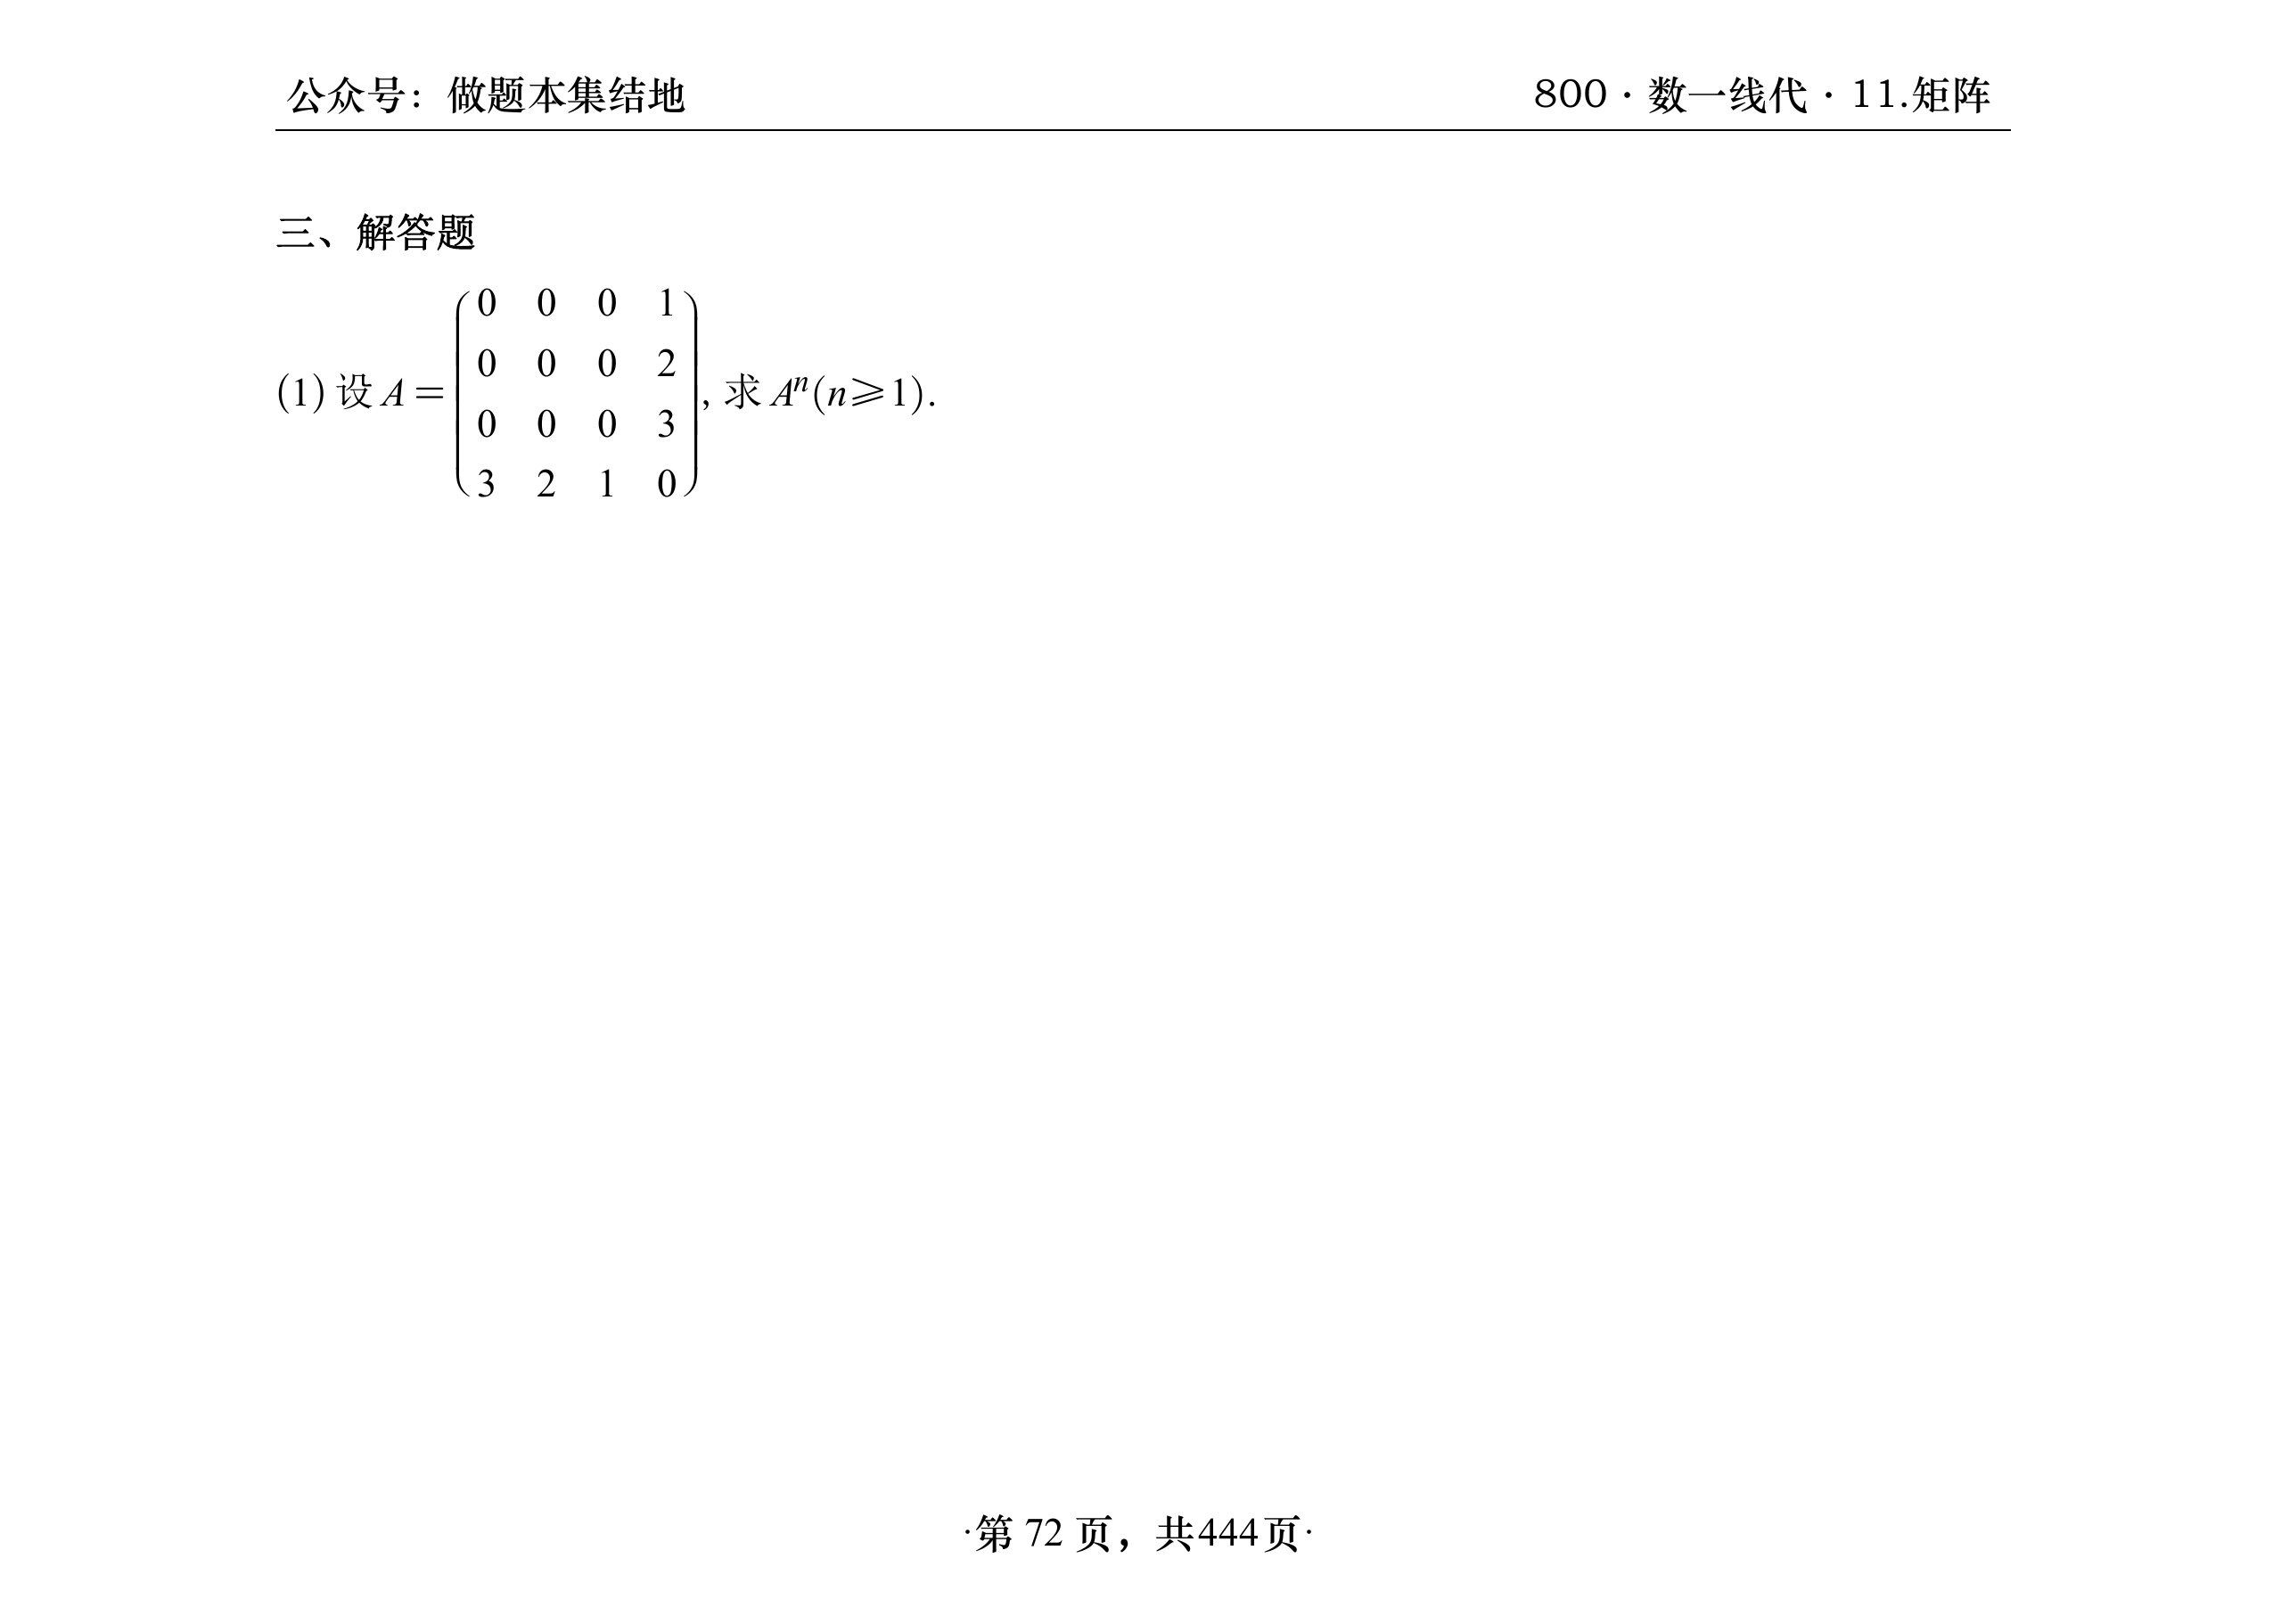 公众号：做题本集结地
800·数一线代·11.矩阵
三、解答题
(1) 设 A = \begin{pmatrix} 0 & 0 & 0 & 1 \\ 0 & 0 & 0 & 2 \\ 0 & 0 & 0 & 3 \\ 3 & 2 & 1 & 0 \end{pmatrix}, 求 A^n(n⩾1).
·第 72 页，共444页·